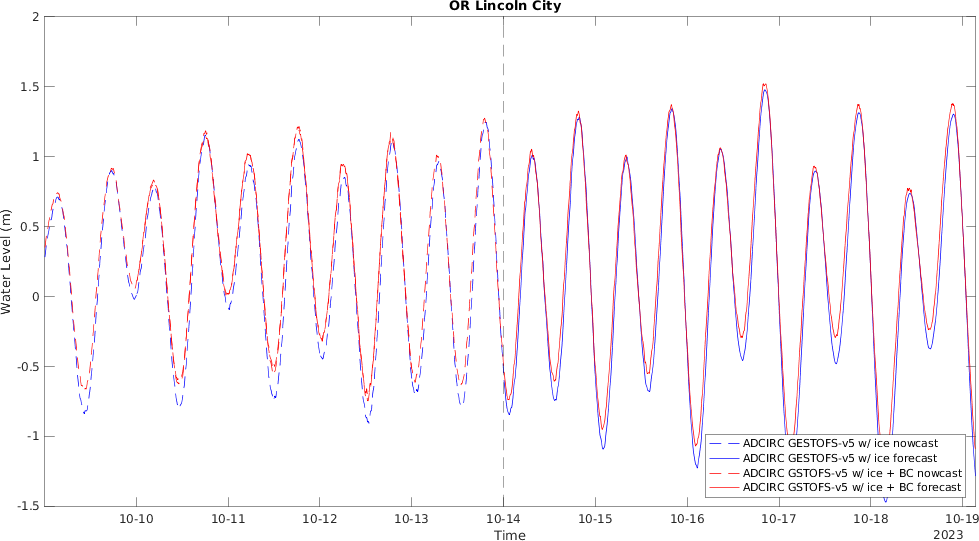 OR Lincoln City
2
1.5
1
0.5
0
-0.5
-1
-1.5
Water Level (m)
ADCIRC GESTOFS-v5 w/ ice nowcast
ADCIRC GESTOFS-v5 w/ ice forecast
ADCIRC GSTOFS-v5 w/ ice + BC nowcast
ADCIRC GSTOFS-v5 w/ ice + BC forecast
10-10 10-11 10-12 10-13 10-14 10-15 10-16 10-17 10-18 10-19
Time
2023